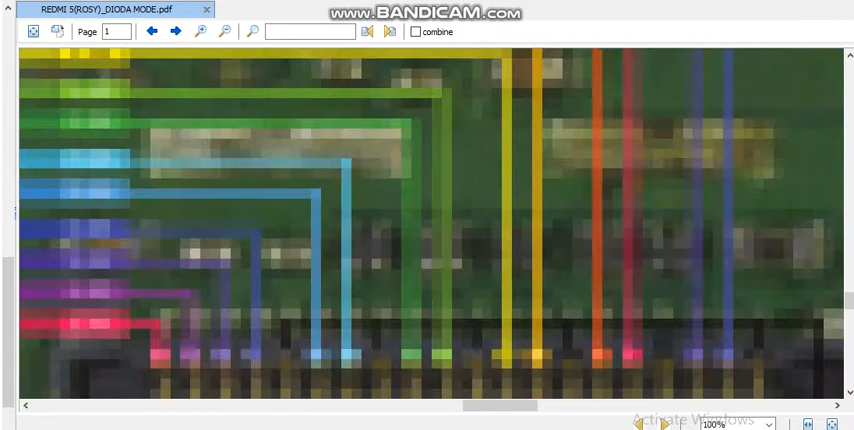 REDMI 5(ROSY)_DIODA MODE.pdf
WWW.BANDICAM.COM
Page 1
combine
Activate Windows
100%